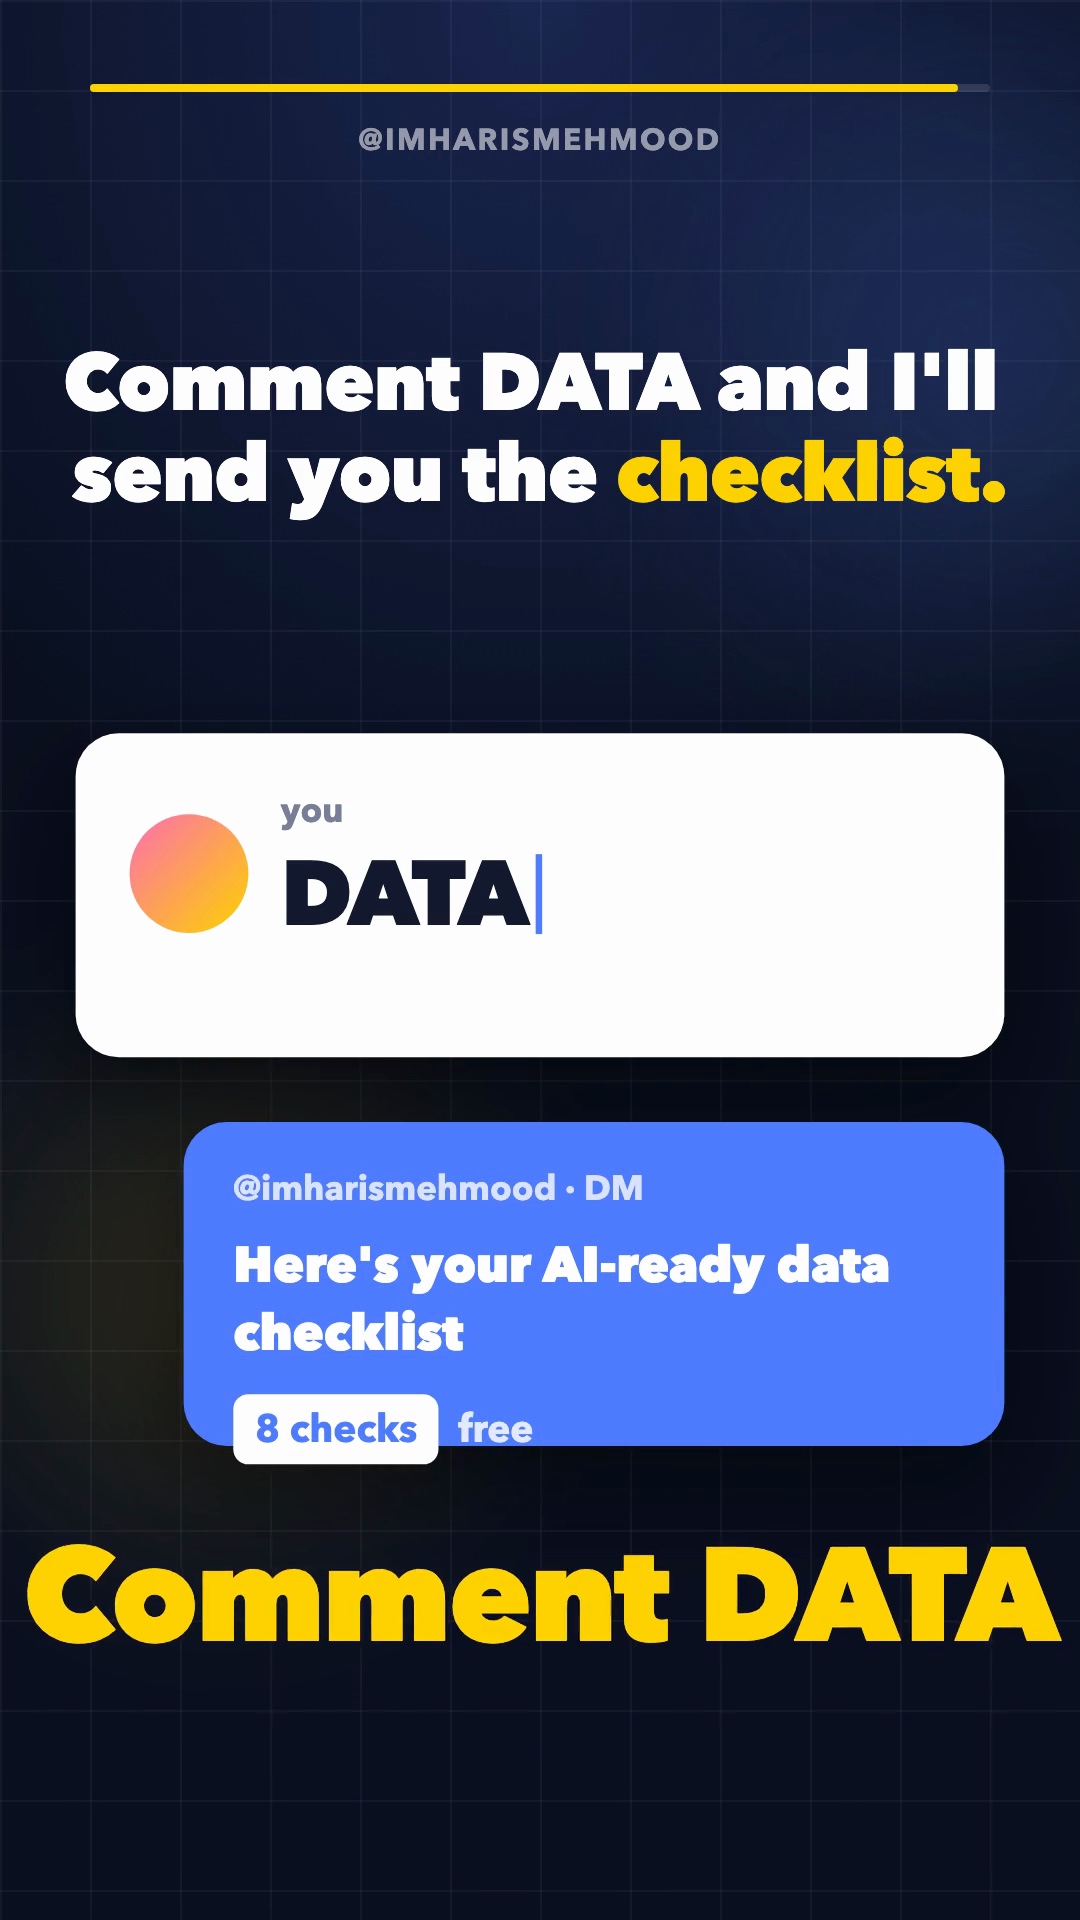 @IMHARISMEHMOOD
Comment DATA and I'll
send you the checklist.
you
DATA
@imharismehmood · DM
Here's your AI-ready data
checklist
8 checks free
Comment DATA